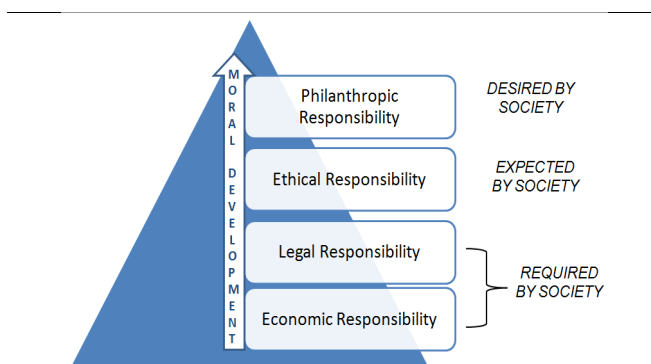 MORAL DEVELOPMENT
Philanthropic
Responsibility
DESIRED BY
SOCIETY
Ethical Responsibility
EXPECTED
BY SOCIETY
Legal Responsibility
REQUIRED
BY SOCIETY
Economic Responsibility